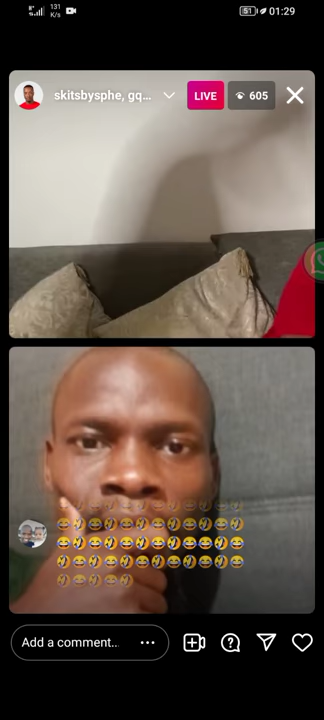 131
K/s
51
01:29
skitsbysphe, gq...
LIVE
605
Add a comment...